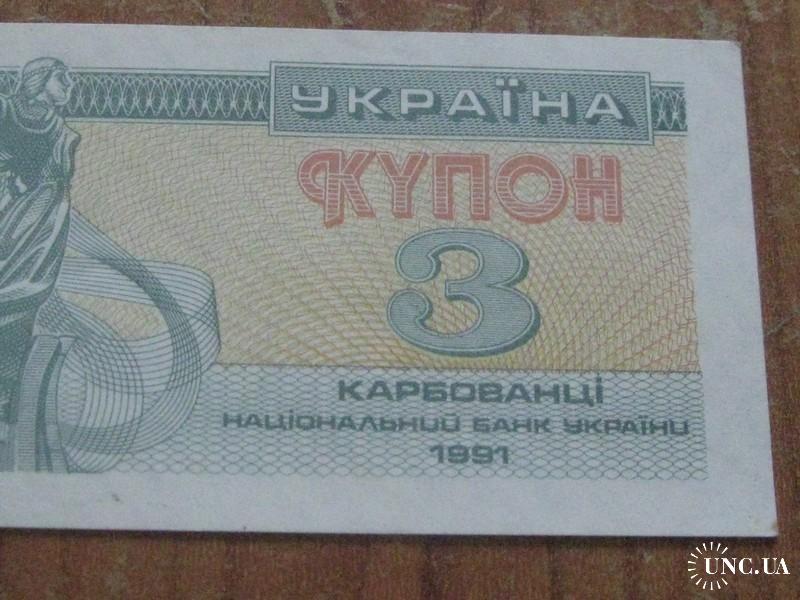 УКРАЇНА
КУПОН
3
КАРБОВАНЦІ
НАЦІОНАЛЬНИЙ БАНК УКРАЇНИ
1991
UNC.UA